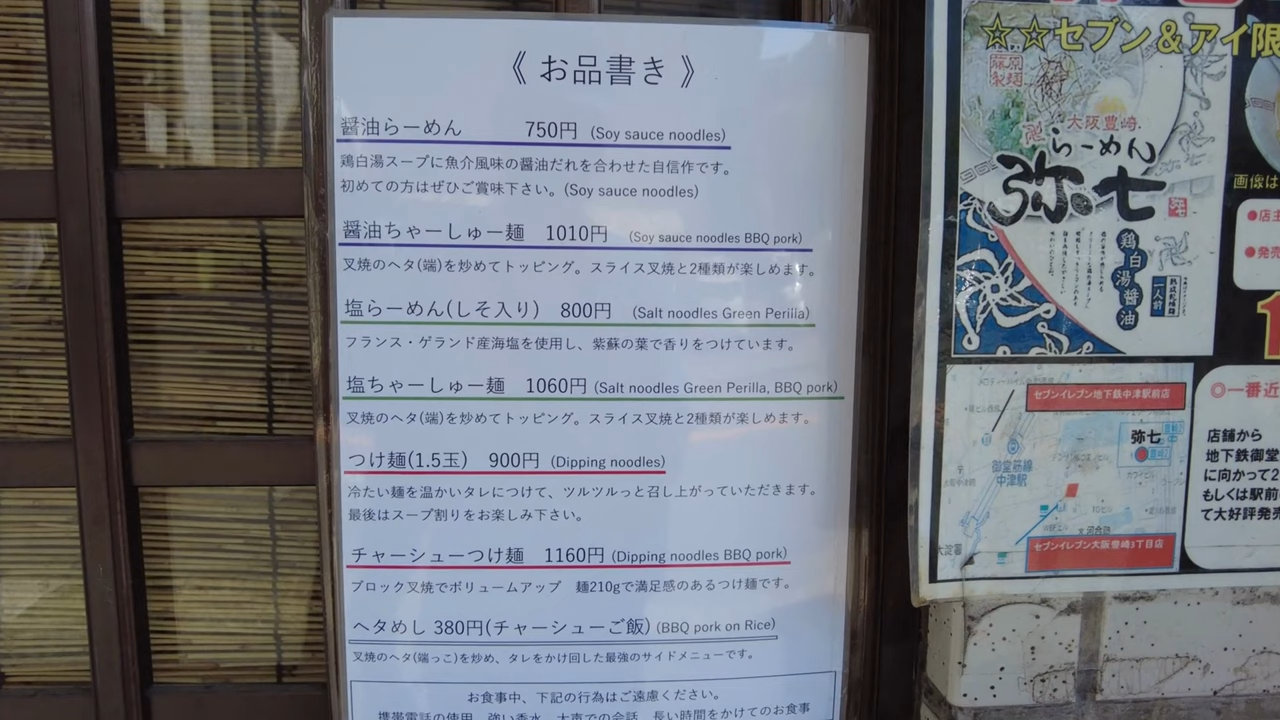 《 お品書き 》
醤油らーめん 750円 (Soy sauce noodles)
鶏白湯スープに魚介風味の醤油だれを合わせた自信作です。
初めての方はぜひご賞味下さい。(Soy sauce noodles)
醤油ちゃーしゅー麺 1010円 (Soy sauce noodles BBQ pork)
叉焼のヘタ(端)を炒めてトッピング。スライス叉焼と2種類が楽しめます。
塩らーめん(しそ入り) 800円 (Salt noodles Green Perilla)
フランス・ゲランド産海塩を使用し、紫蘇の葉で香りをつけています。
塩ちゃーしゅー麺 1060円 (Salt noodles Green Perilla, BBQ pork)
叉焼のヘタ(端)を炒めてトッピング。スライス叉焼と2種類が楽しめます。
つけ麺(1.5玉) 900円 (Dipping noodles)
冷たい麺を温かいタレにつけて、ツルツルっと召し上がっていただきます。
最後はスープ割りをお楽しみ下さい。
チャーシューつけ麺 1160円 (Dipping noodles BBQ pork)
ブロック叉焼でボリュームアップ 麺210gで満足感のあるつけ麺です。
ヘタめし 380円(チャーシューご飯) (BBQ pork on Rice)
叉焼のヘタ(端っこ)を炒め、タレをかけ回した最強のサイドメニューです。
お食事中、下記の行為はご遠慮ください。
携帯電話の使用 強い香水 大声での会話 長い時間をかけてのお食事
☆☆セブン&アイ限
藤原製麺
大阪豊崎
らーめん
弥七
鶏白湯醤油
一人前
画像は
●店主
●発売
セブンイレブン地下鉄中津駅前店
弥七
御堂筋線
中津駅
セブンイレブン大阪豊崎3丁目店
◎一番近
店舗から
地下鉄御堂
に向かって2
もしくは駅前
て大好評発売